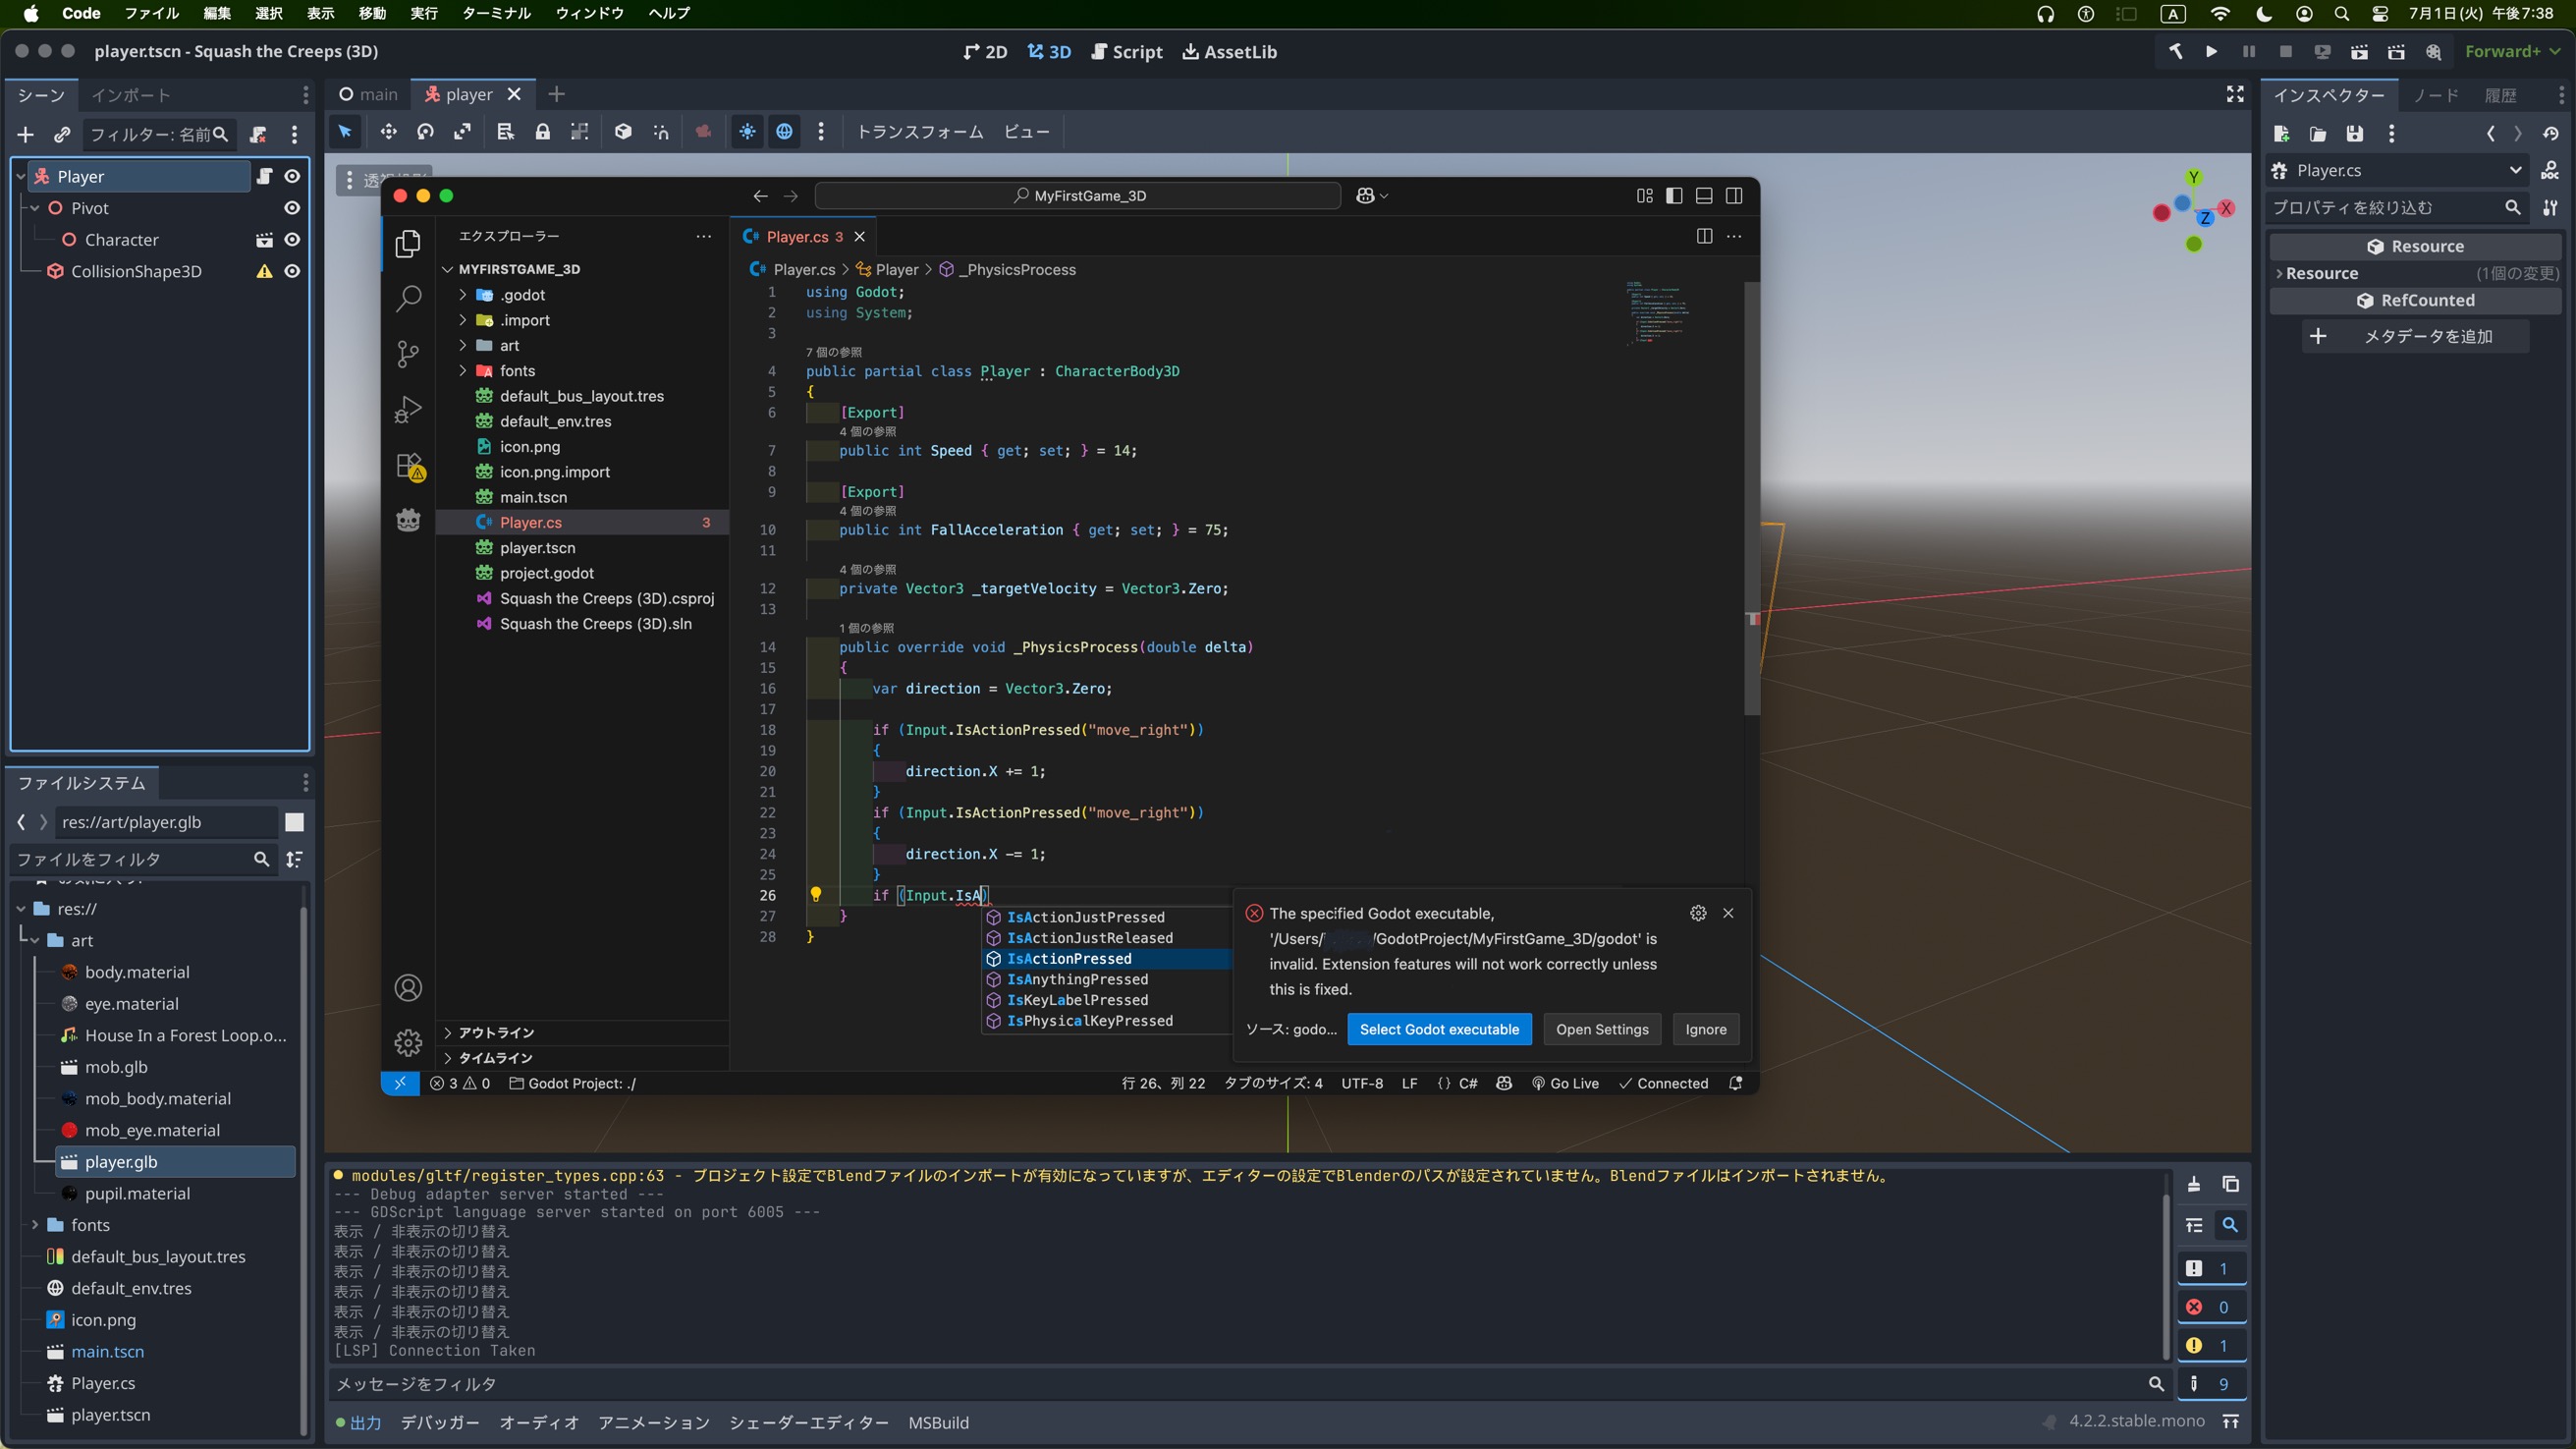 Code ファイル 編集 選択 表示 移動 実行 ターミナル ウィンドウ ヘルプ
A 7月1日(火) 午後7:38
player.tscn - Squash the Creeps (3D)
2D 3D Script AssetLib
Forward+
シーン インポート
フィルター: 名前
Player
Pivot
Character
CollisionShape3D
main player
トランスフォーム ビュー
インスペクター ノード 履歴
Player.cs
プロパティを絞り込む
Resource
Resource (1個の変更)
RefCounted
メタデータを追加
Y
X
Z
MyFirstGame_3D
エクスプローラー
MYFIRSTGAME_3D
.godot
.import
art
fonts
default_bus_layout.tres
default_env.tres
icon.png
icon.png.import
main.tscn
Player.cs 3
player.tscn
project.godot
Squash the Creeps (3D).csproj
Squash the Creeps (3D).sln
アウトライン
タイムライン
Player.cs 3
Player.cs > Player > _PhysicsProcess
1 using Godot;
2 using System;
3
7 個の参照
4 public partial class Player : CharacterBody3D
5 {
6 [Export]
4 個の参照
7 public int Speed { get; set; } = 14;
8
9 [Export]
4 個の参照
10 public int FallAcceleration { get; set; } = 75;
11
4 個の参照
12 private Vector3 _targetVelocity = Vector3.Zero;
13
1 個の参照
14 public override void _PhysicsProcess(double delta)
15 {
16 var direction = Vector3.Zero;
17
18 if (Input.IsActionPressed("move_right"))
19 {
20 direction.X += 1;
21 }
22 if (Input.IsActionPressed("move_right"))
23 {
24 direction.X -= 1;
25 }
26 if (Input.IsA)
27 }
28 }
IsActionJustPressed
IsActionJustReleased
IsActionPressed
IsAnythingPressed
IsKeyLabelPressed
IsPhysicalKeyPressed
The specified Godot executable,
'/Users/ /GodotProject/MyFirstGame_3D/godot' is
invalid. Extension features will not work correctly unless
this is fixed.
ソース: godo... Select Godot executable Open Settings Ignore
3 0 Godot Project: ./
行 26、列 22 タブのサイズ: 4 UTF-8 LF {} C# Go Live Connected
ファイルシステム
res://art/player.glb
ファイルをフィルタ
res://
art
body.material
eye.material
House In a Forest Loop.o...
mob.glb
mob_body.material
mob_eye.material
player.glb
pupil.material
fonts
default_bus_layout.tres
default_env.tres
icon.png
main.tscn
Player.cs
player.tscn
modules/gltf/register_types.cpp:63 - プロジェクト設定でBlendファイルのインポートが有効になっていますが、エディターの設定でBlenderのパスが設定されていません。Blendファイルはインポートされません。
--- Debug adapter server started ---
--- GDScript language server started on port 6005 ---
表示 / 非表示の切り替え
表示 / 非表示の切り替え
表示 / 非表示の切り替え
表示 / 非表示の切り替え
表示 / 非表示の切り替え
表示 / 非表示の切り替え
[LSP] Connection Taken
1
0
1
9
メッセージをフィルタ
出力 デバッガー オーディオ アニメーション シェーダーエディター MSBuild
4.2.2.stable.mono